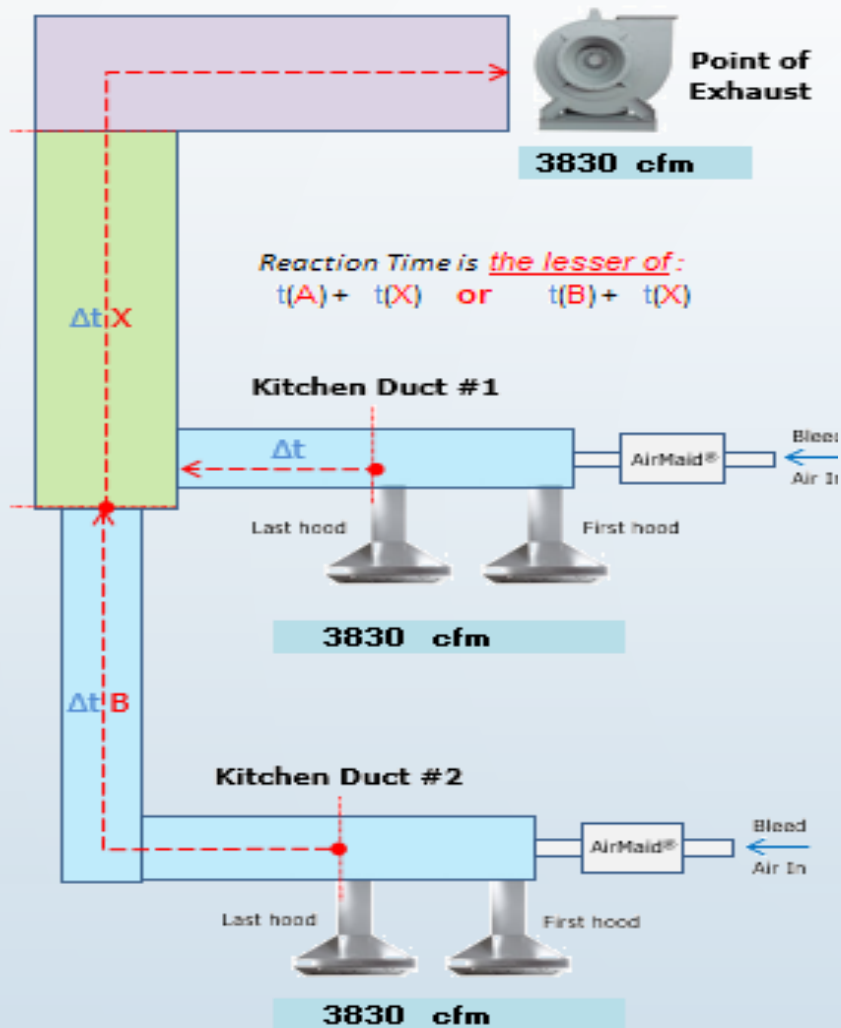 Point of
Exhaust
3830 cfm
Reaction Time is the lesser of:
t(A)+ t(X) or t(B)+ t(X)
Δt X
Kitchen Duct #1
Δt
AirMaid®
Air
Last hood
First hood
3830 cfm
Δt B
Kitchen Duct #2
AirMaid®
Bleed
Air In
Last hood
First hood
3830 cfm